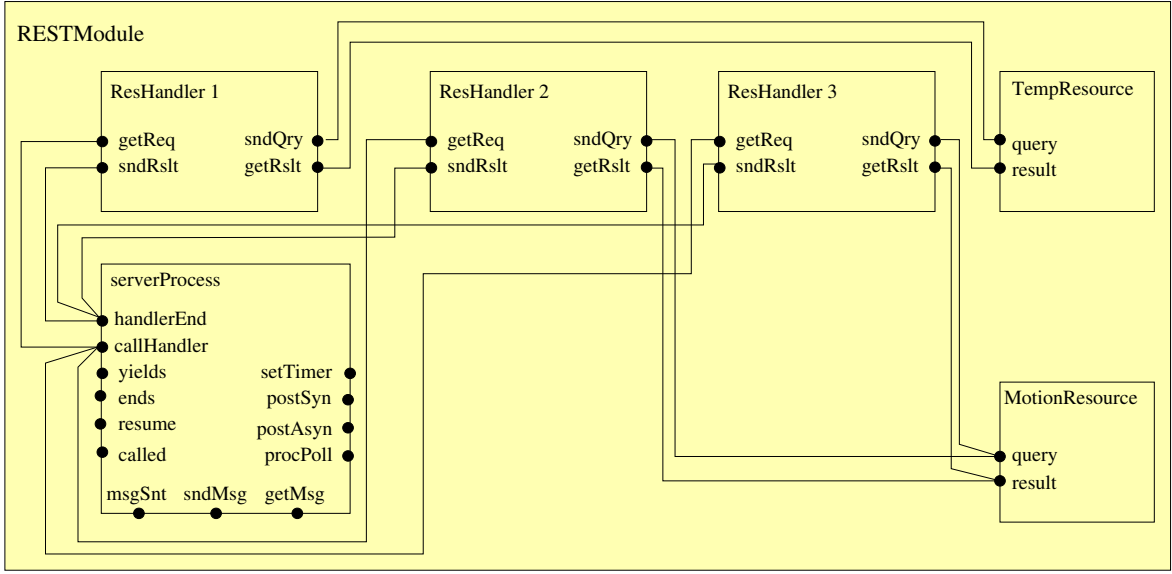 RESTModule
ResHandler 1
getReq
sndRslt
sndQry
getRslt
ResHandler 2
getReq
sndRslt
sndQry
getRslt
ResHandler 3
getReq
sndRslt
sndQry
getRslt
TempResource
query
result
serverProcess
handlerEnd
callHandler
yields
ends
resume
called
setTimer
postSyn
postAsyn
procPoll
msgSnt
sndMsg
getMsg
MotionResource
query
result